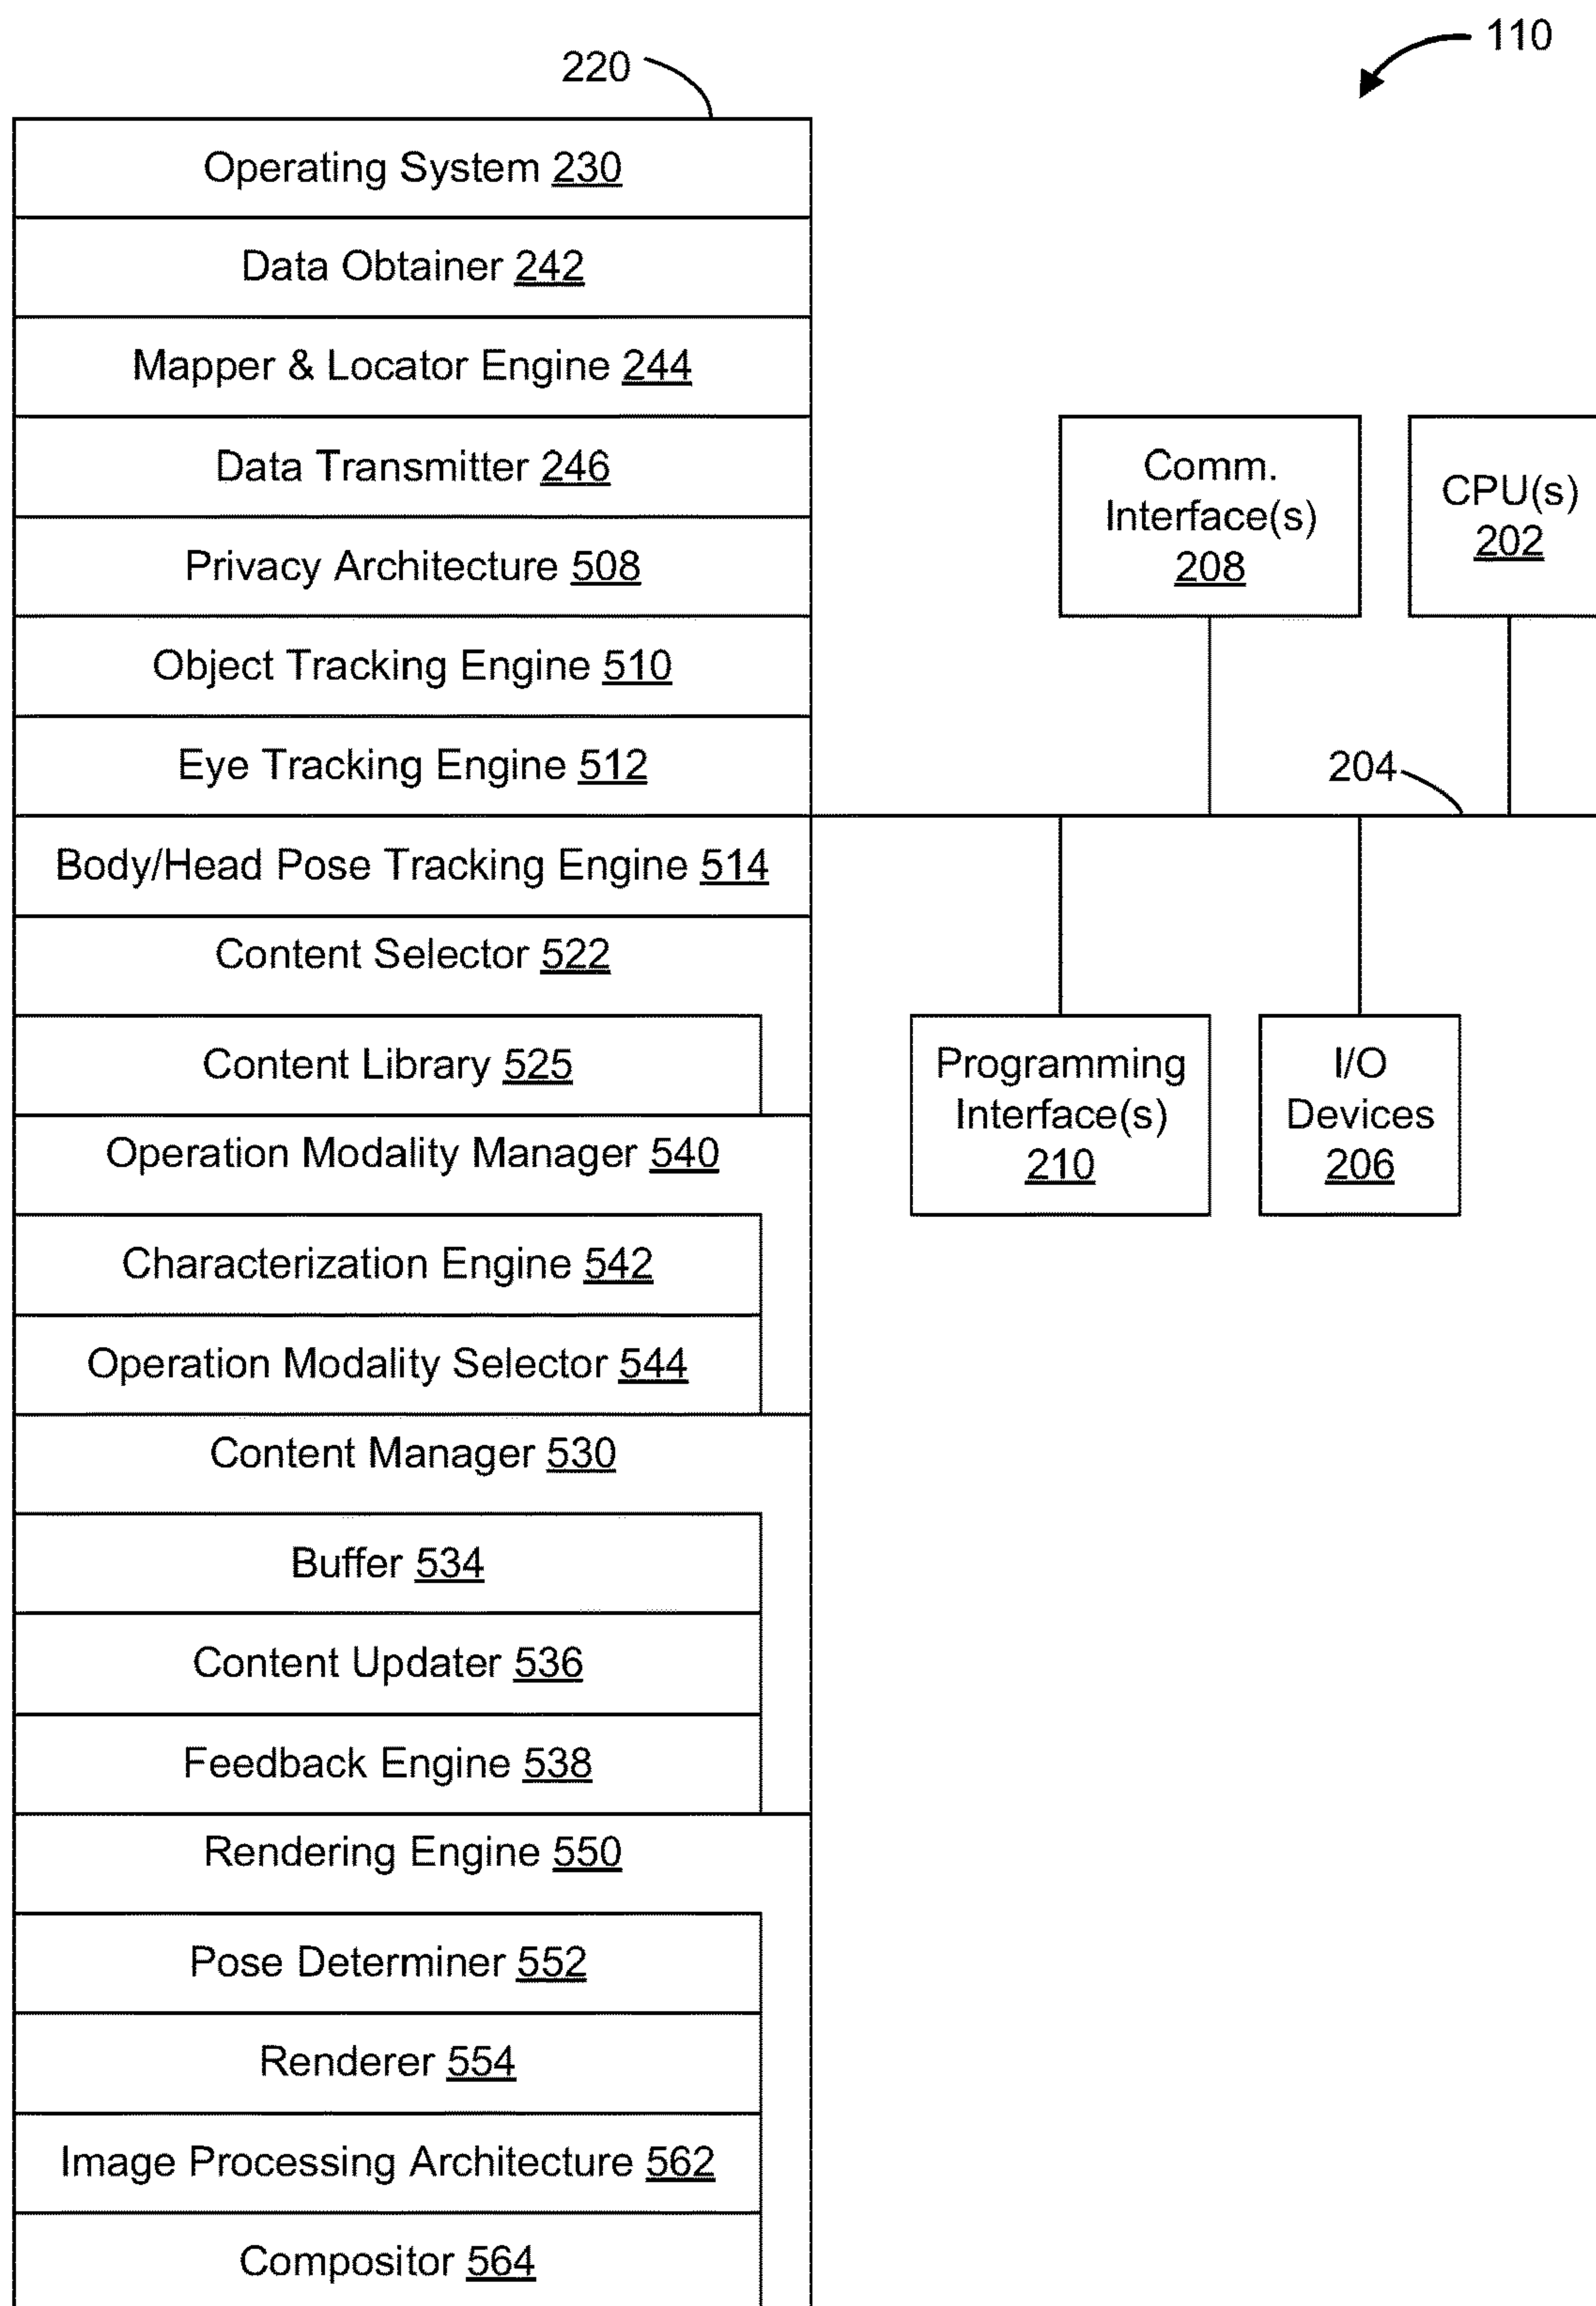 110
220
Operating System 230
Data Obtainer 242
Mapper & Locator Engine 244
Data Transmitter 246
Privacy Architecture 508
Object Tracking Engine 510
Eye Tracking Engine 512
Body/Head Pose Tracking Engine 514
Content Selector 522
Content Library 525
Operation Modality Manager 540
Characterization Engine 542
Operation Modality Selector 544
Content Manager 530
Buffer 534
Content Updater 536
Feedback Engine 538
Rendering Engine 550
Pose Determiner 552
Renderer 554
Image Processing Architecture 562
Compositor 564
Comm.
Interface(s)
208
CPU(s)
202
204
Programming
Interface(s)
210
I/O
Devices
206